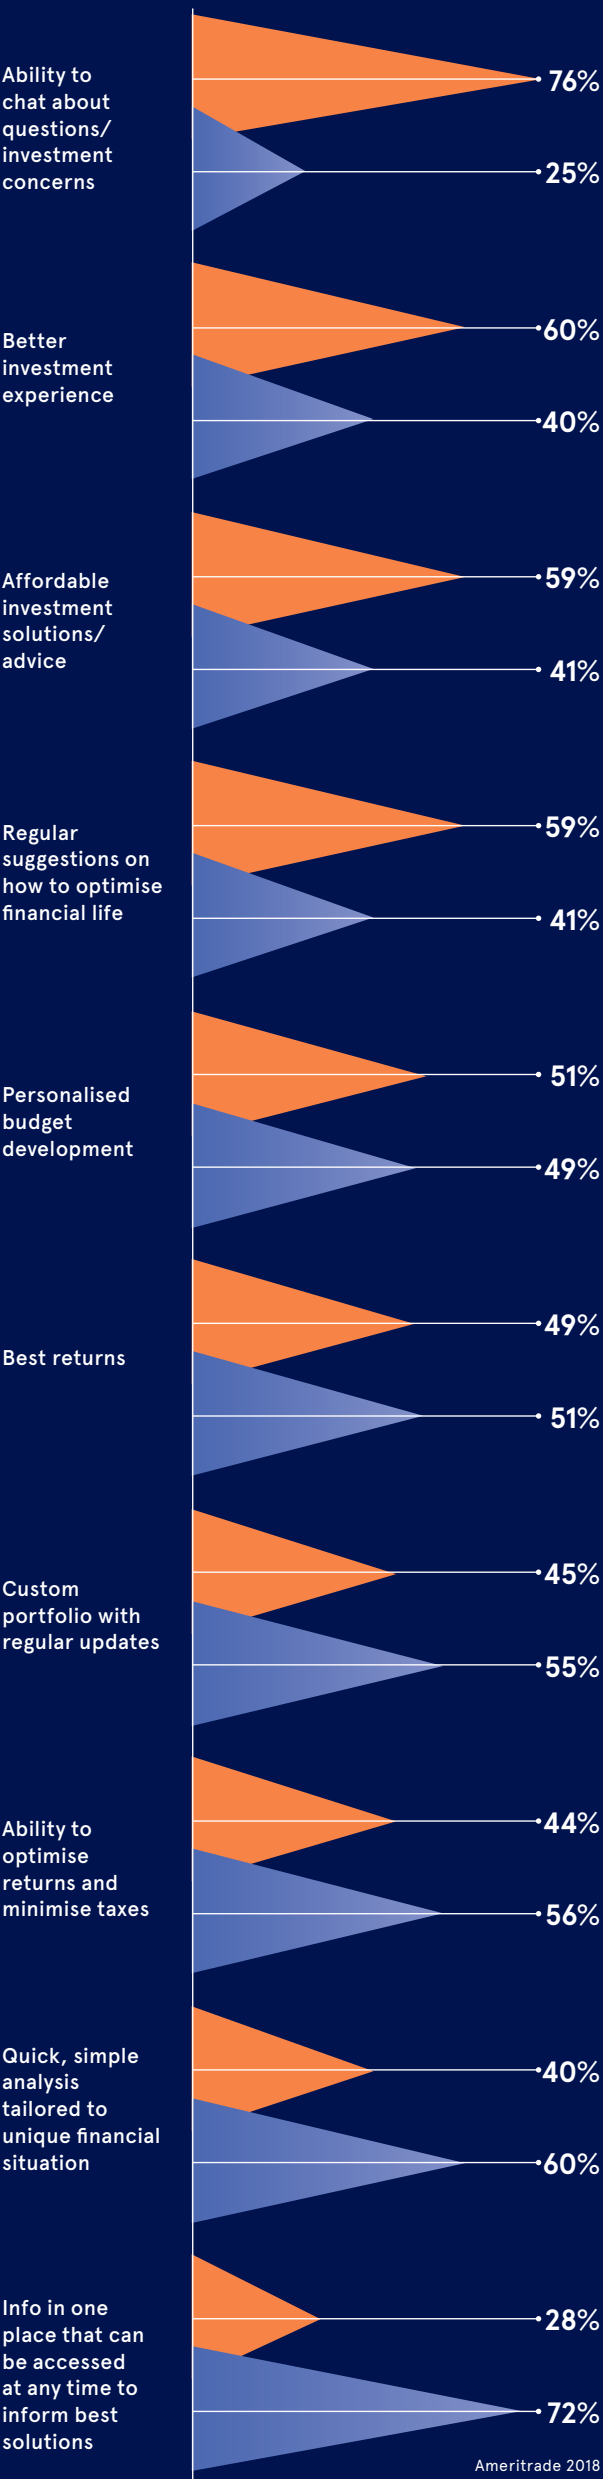 Ability to
chat about
questions/
investment
concerns
76%
25%
Better
investment
experience
60%
40%
Affordable
investment
solutions/
advice
59%
41%
Regular
suggestions on
how to optimise
financial life
59%
41%
Personalised
budget
development
51%
49%
Best returns
49%
51%
Custom
portfolio with
regular updates
45%
55%
Ability to
optimise
returns and
minimise taxes
44%
56%
Quick, simple
analysis
tailored to
unique financial
situation
40%
60%
Info in one
place that can
be accessed
at any time to
inform best
solutions
28%
72%
Ameritrade 2018